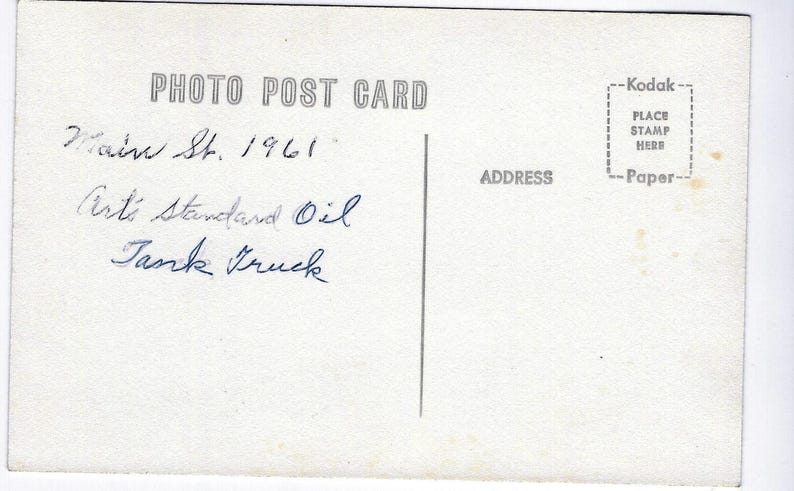 PHOTO POST CARD
Main St. 1961
Art's Standard Oil
Tank Truck
ADDRESS
Kodak
PLACE
STAMP
HERE
Paper